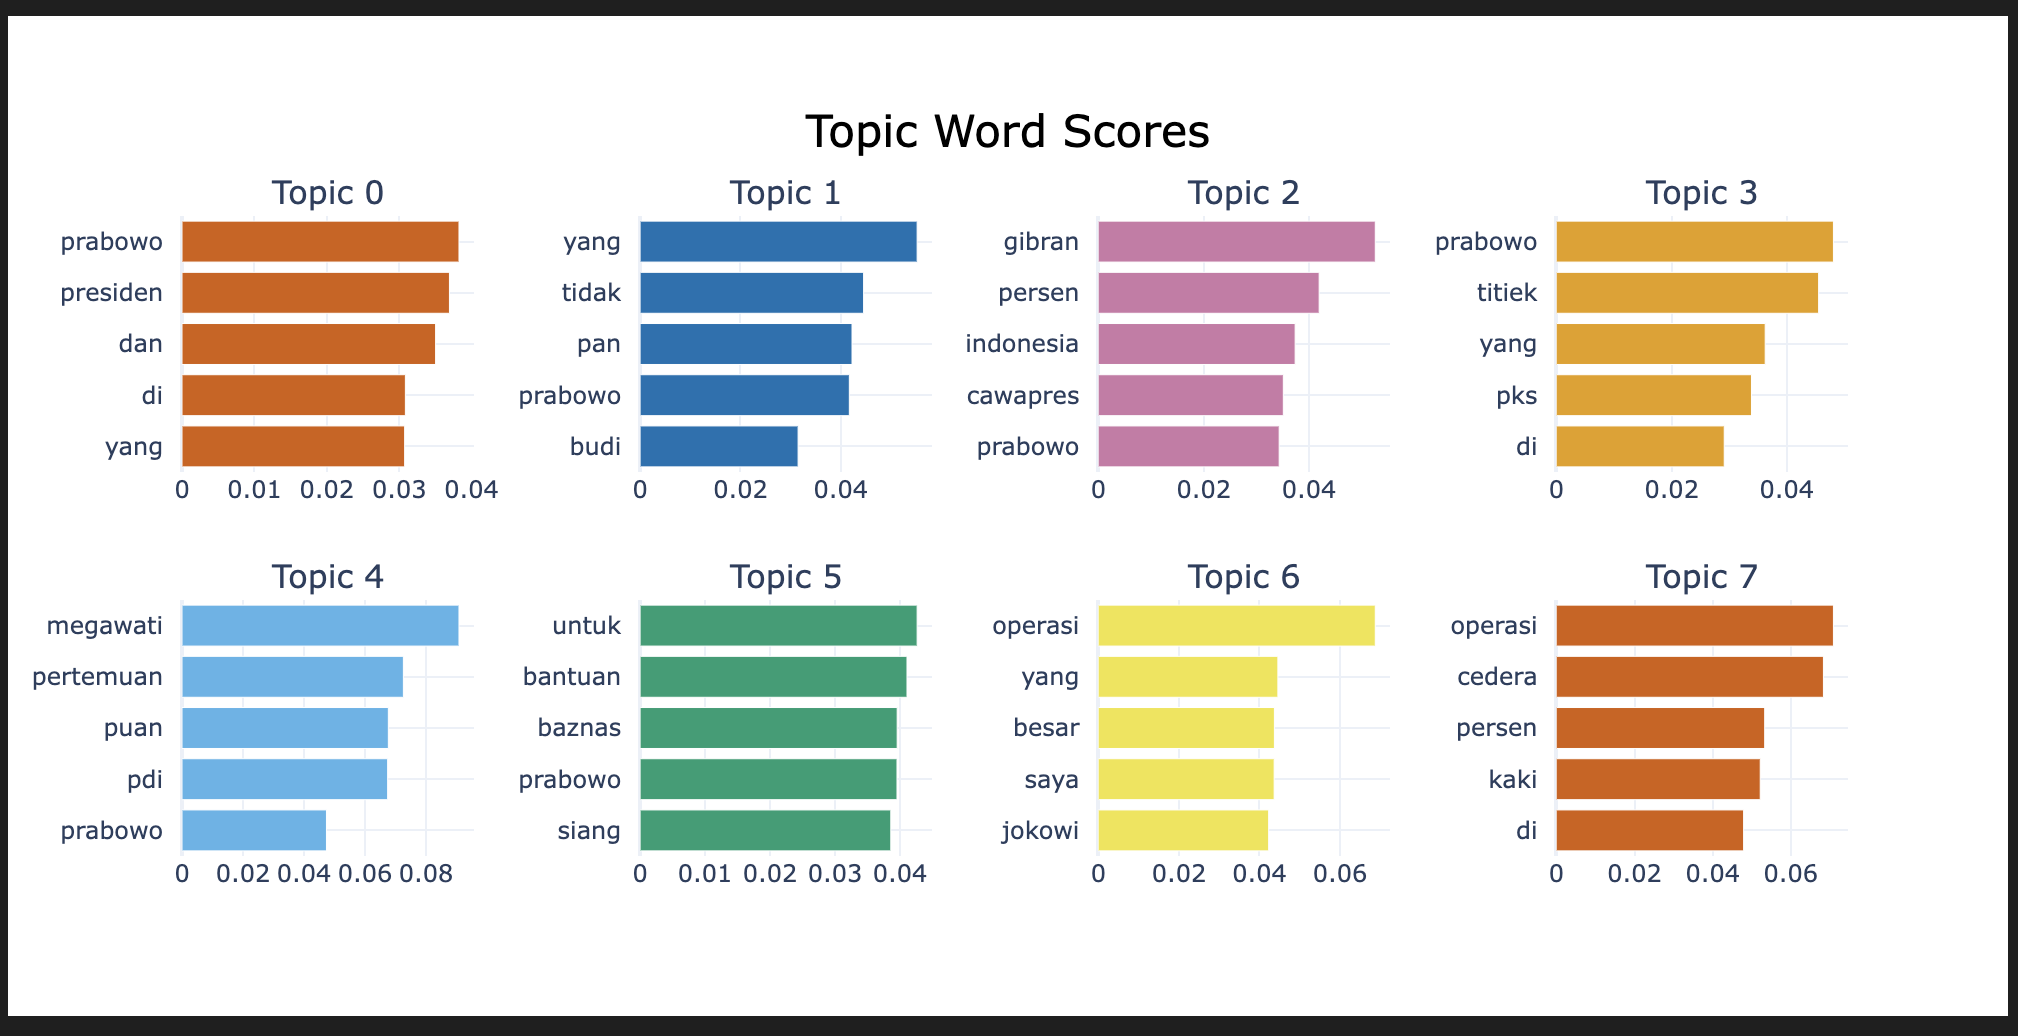 Topic Word Scores
Topic 0
prabowo
presiden
dan
di
yang
0 0.01 0.02 0.03 0.04
Topic 1
yang
tidak
pan
prabowo
budi
0 0.02 0.04
Topic 2
gibran
persen
indonesia
cawapres
prabowo
0 0.02 0.04
Topic 3
prabowo
titiek
yang
pks
di
0 0.02 0.04
Topic 4
megawati
pertemuan
puan
pdi
prabowo
0 0.02 0.04 0.06 0.08
Topic 5
untuk
bantuan
baznas
prabowo
siang
0 0.01 0.02 0.03 0.04
Topic 6
operasi
yang
besar
saya
jokowi
0 0.02 0.04 0.06
Topic 7
operasi
cedera
persen
kaki
di
0 0.02 0.04 0.06